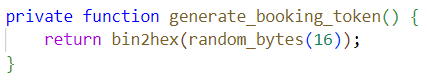 private function generate_booking_token() {
    return bin2hex(random_bytes(16));
}